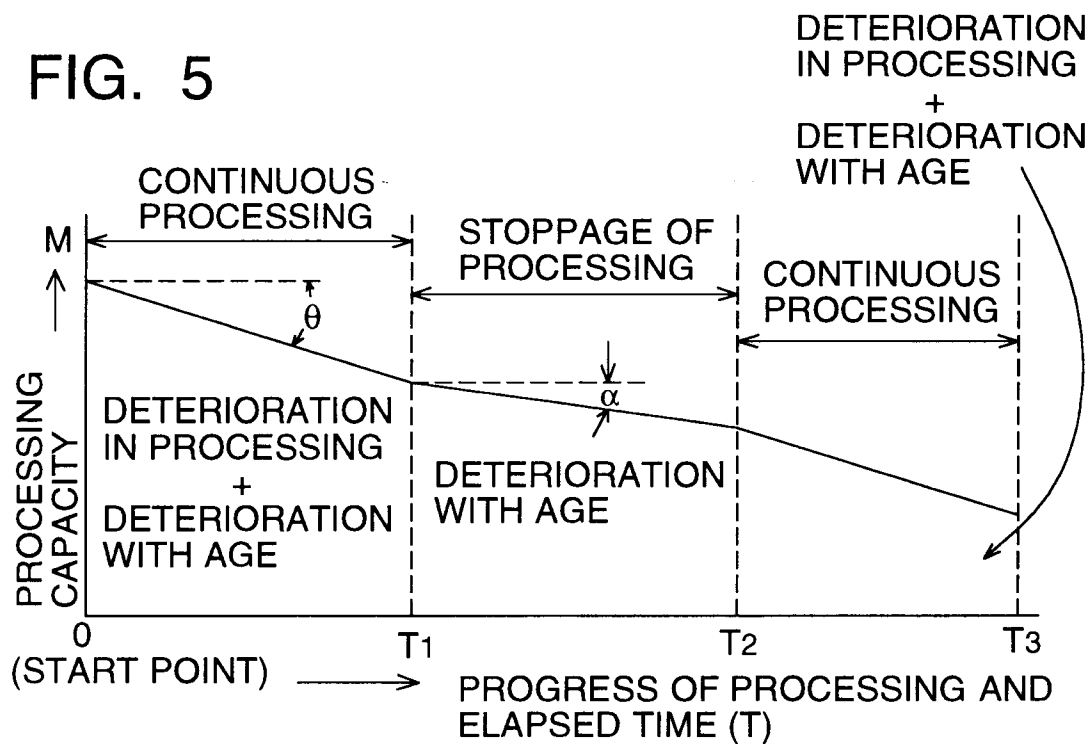 FIG. 5
DETERIORATION
IN PROCESSING
+
DETERIORATION
WITH AGE
CONTINUOUS
PROCESSING
STOPPAGE OF
PROCESSING
CONTINUOUS
PROCESSING
M
θ
α
DETERIORATION
IN PROCESSING
+
DETERIORATION
WITH AGE
DETERIORATION
WITH AGE
PROCESSING
CAPACITY
0
T1
T2
T3
(START POINT)
PROGRESS OF PROCESSING AND
ELAPSED TIME (T)